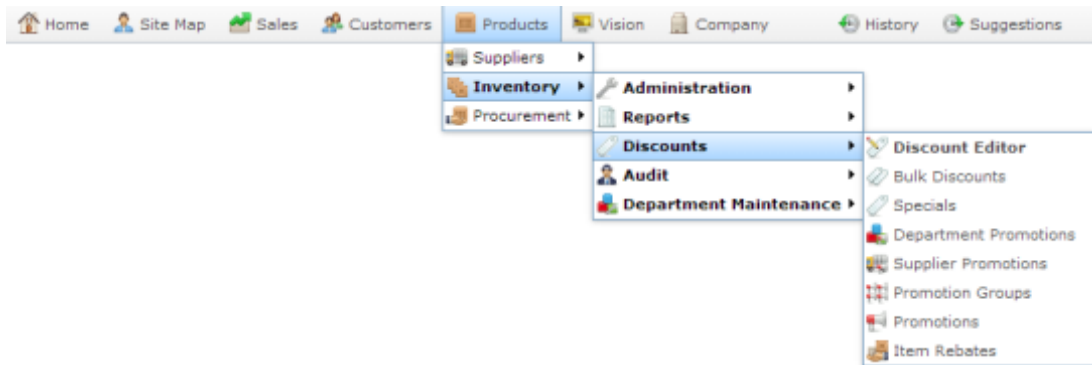 Home Site Map Sales Customers Products Vision Company History Suggestions
Suppliers
Inventory
Procurement
Administration
Reports
Discounts
Audit
Department Maintenance
Discount Editor
Bulk Discounts
Specials
Department Promotions
Supplier Promotions
Promotion Groups
Promotions
Item Rebates